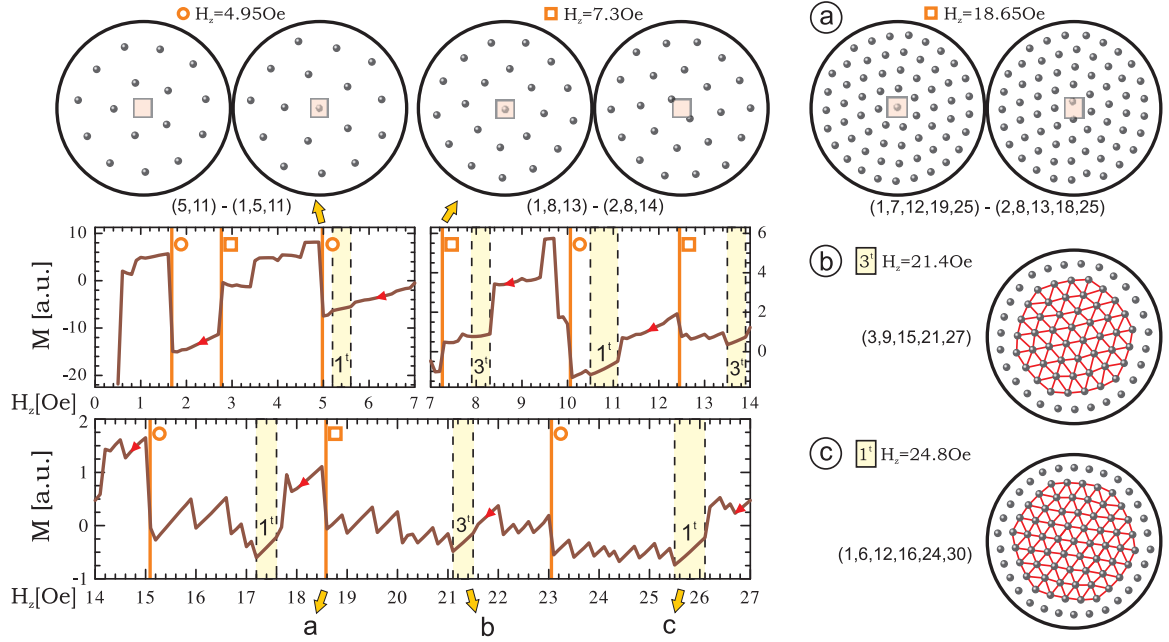 H_z=4.95Oe
H_z=7.3Oe
a H_z=18.65Oe
(5,11) - (1,5,11)
(1,8,13) - (2,8,14)
(1,7,12,19,25) - (2,8,13,18,25)
M [a.u.]
10
0
-10
-20
1^t
3^t
1^t
3^t
6
4
2
0
H_z[Oe] 0 1 2 3 4 5 6 7
7 8 9 10 11 12 13 14
b 3^t H_z=21.4Oe
(3,9,15,21,27)
M [a.u.]
2
1
0
-1
1^t
3^t
1^t
H_z[Oe] 14 15 16 17 18 19 20 21 22 23 24 25 26 27
a b c
c 1^t H_z=24.8Oe
(1,6,12,16,24,30)